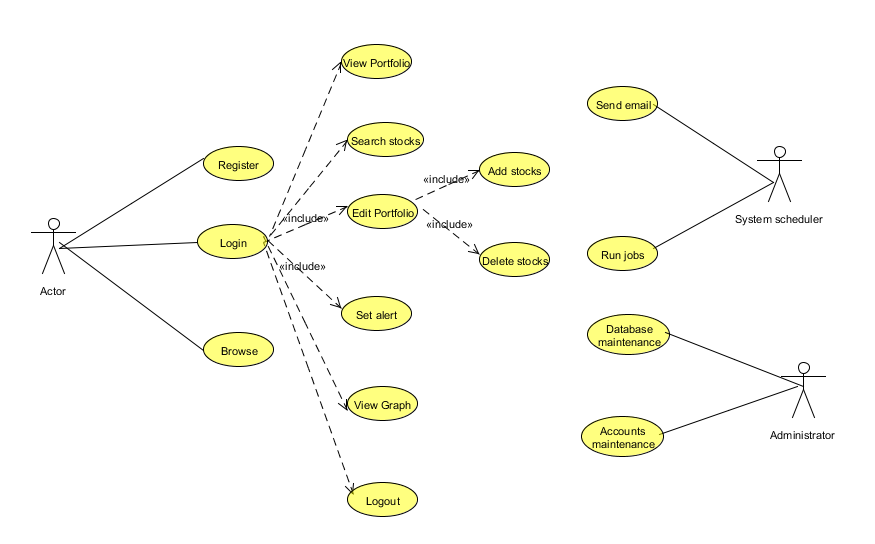 View Portfolio
Send email
Search stocks
Register
Add stocks
«include»
Edit Portfolio
«include»
System scheduler
«include»
Login
Run jobs
Delete stocks
«include»
Actor
Set alert
Database
maintenance
Browse
View Graph
Accounts
maintenance
Administrator
Logout